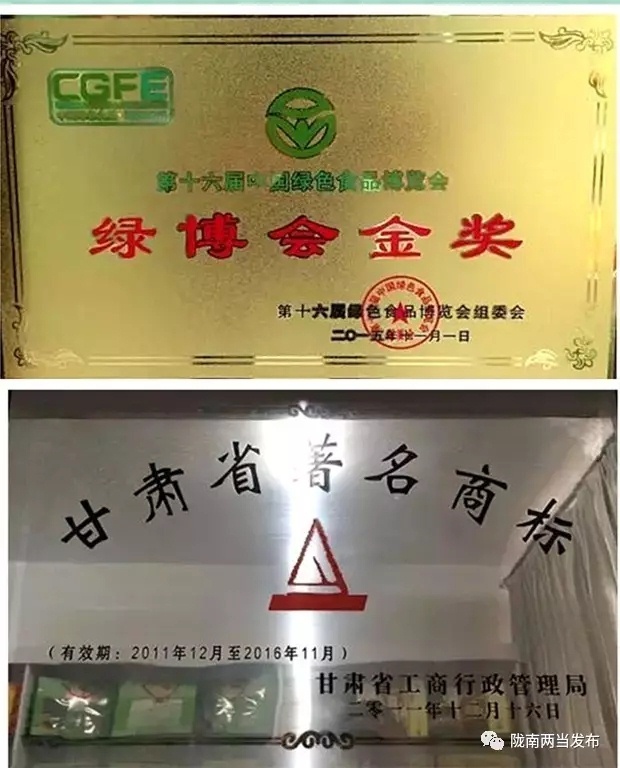 CGFE
第十六届中国绿色食品博览会
绿博会金奖
第十六届绿色食品博览会组委会
二〇一五年十一月一日
甘肃省著名商标
（有效期：2011年12月至2016年11月）
甘肃省工商行政管理局
二零一一年十二月十六日
陇南两当发布